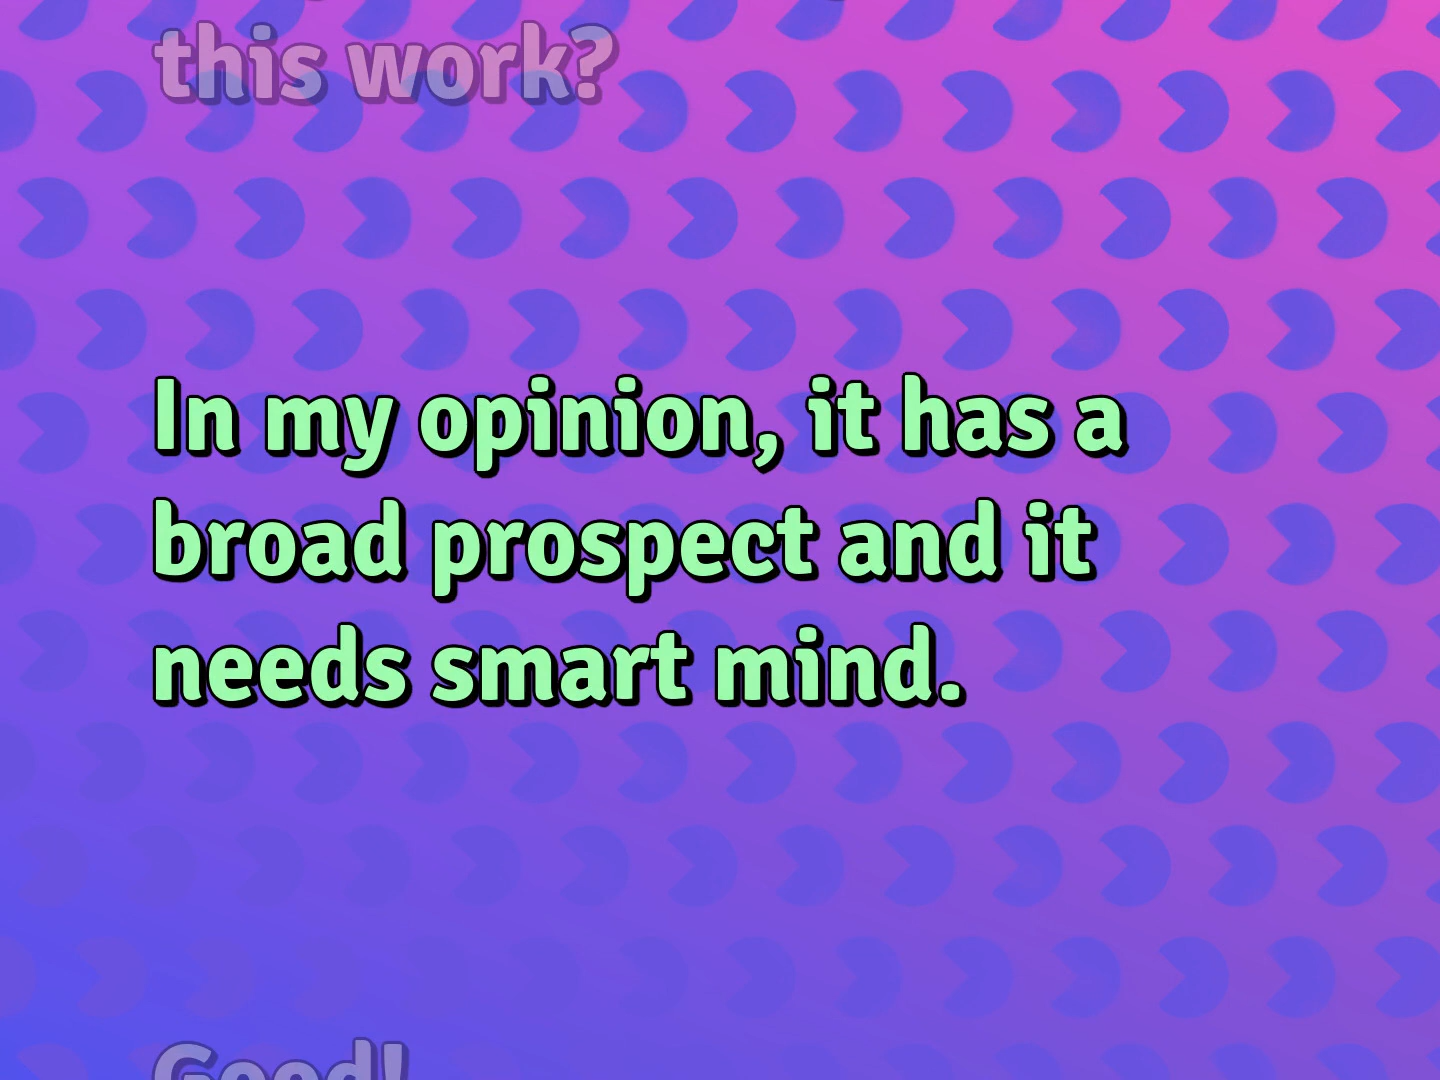 this work?
In my opinion, it has a
broad prospect and it
needs smart mind.
Good!